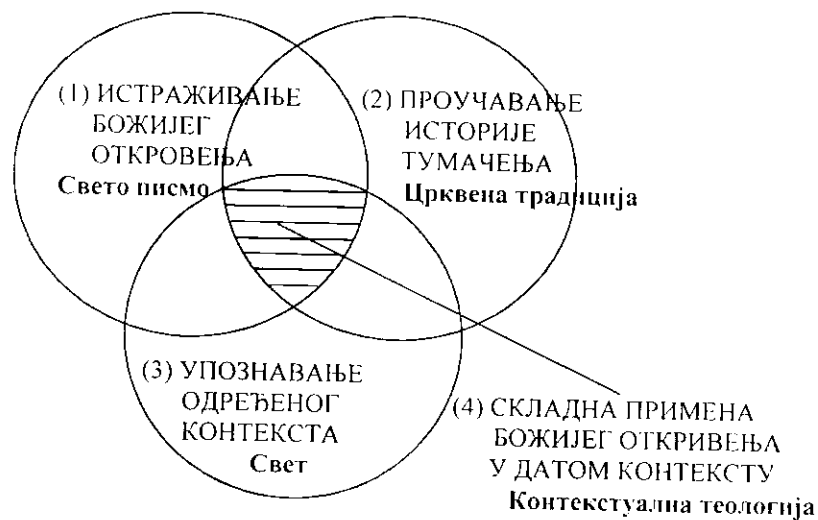 (1) ИСТРАЖИВАЊЕ
БОЖИЈЕГ
ОТКРОВЕЊА
Свето писмо
(2) ПРОУЧАВАЊЕ
ИСТОРИЈЕ
ТУМАЧЕЊА
Црквена традиција
(3) УПОЗНАВАЊЕ
ОДРЕЂЕНОГ
КОНТЕКСТА
Свет
(4) СКЛАДНА ПРИМЕНА
БОЖИЈЕГ ОТКРИВЕЊА
У ДАТОМ КОНТЕКСТУ
Контекстуална теологија